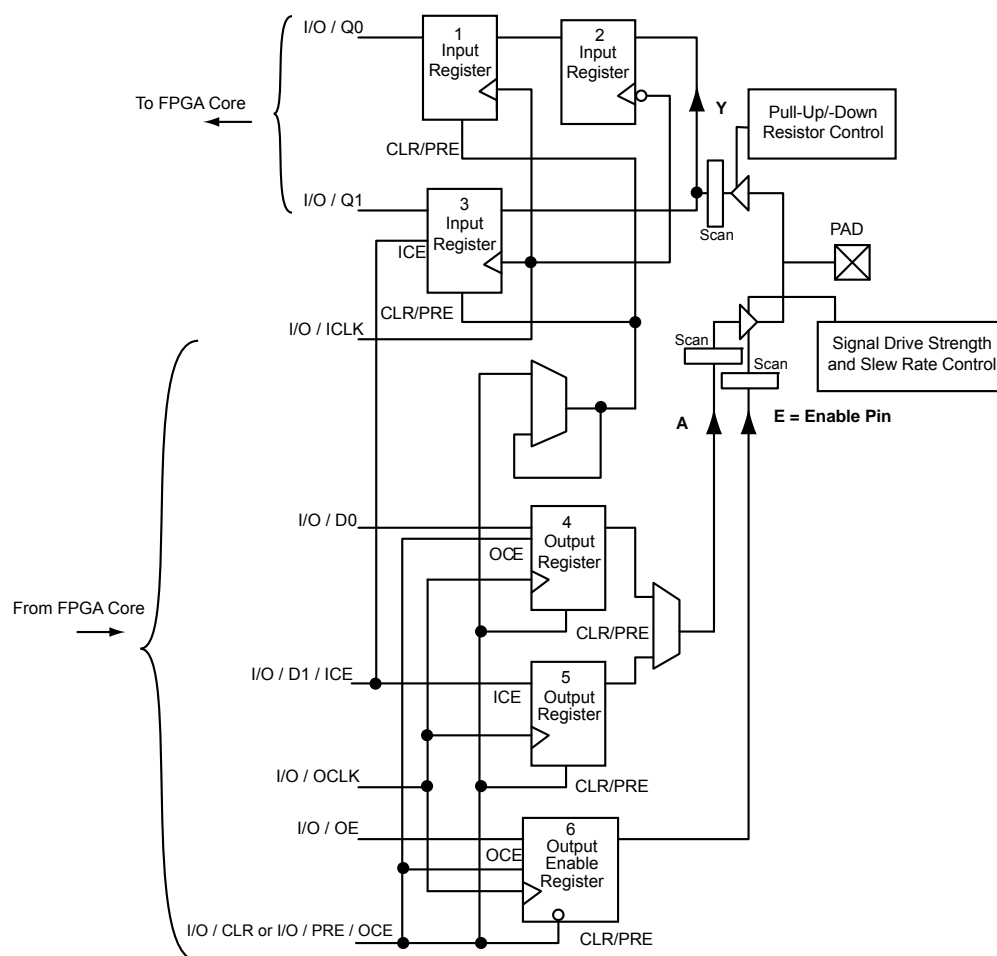 I/O / Q0
1
Input
Register
2
Input
Register
To FPGA Core
Y
Pull-Up/-Down
Resistor Control
CLR/PRE
I/O / Q1
3
Input
Register
ICE
Scan
PAD
CLR/PRE
I/O / ICLK
Scan
Scan
Signal Drive Strength
and Slew Rate Control
A
E = Enable Pin
I/O / D0
4
Output
Register
OCE
CLR/PRE
From FPGA Core
I/O / D1 / ICE
5
Output
Register
ICE
I/O / OCLK
CLR/PRE
I/O / OE
6
Output
Enable
Register
OCE
I/O / CLR or I/O / PRE / OCE
CLR/PRE